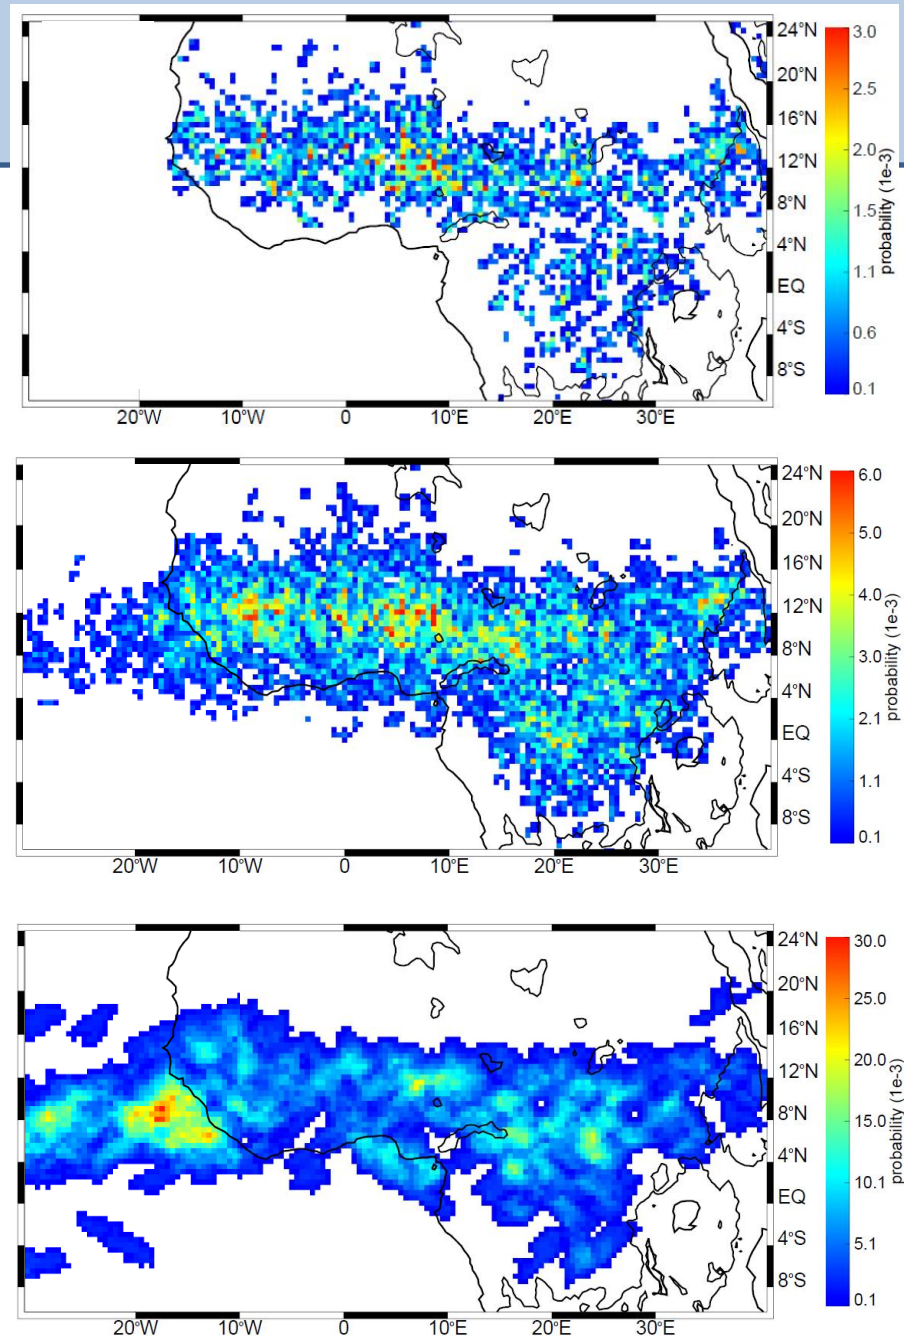 24°N
20°N
16°N
12°N
8°N
4°N
EQ
4°S
8°S
20°W 10°W 0 10°E 20°E 30°E
3.0
2.5
2.0
1.5
1.1
0.6
0.1
probability (1e-3)
24°N
20°N
16°N
12°N
8°N
4°N
EQ
4°S
8°S
20°W 10°W 0 10°E 20°E 30°E
6.0
5.0
4.0
3.0
2.1
1.1
0.1
probability (1e-3)
24°N
20°N
16°N
12°N
8°N
4°N
EQ
4°S
8°S
20°W 10°W 0 10°E 20°E 30°E
30.0
25.0
20.0
15.0
10.1
5.1
0.1
probability (1e-3)